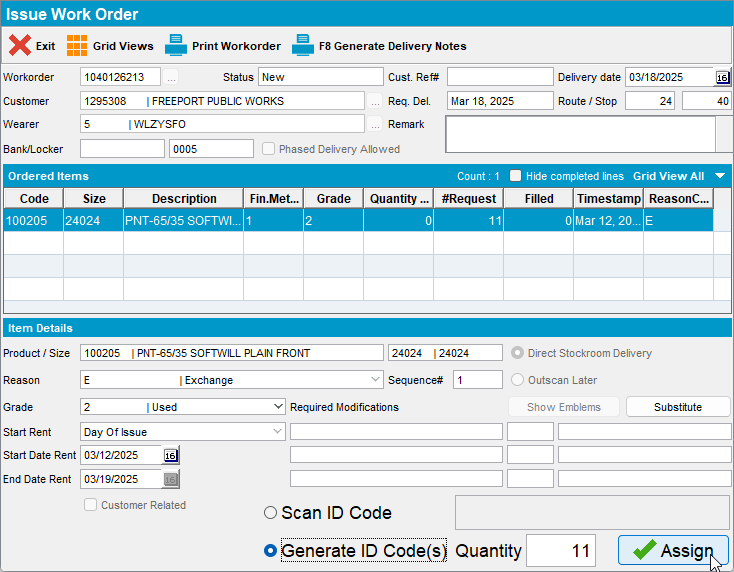 Issue Work Order
Exit Grid Views Print Workorder F8 Generate Delivery Notes
Workorder 1040126213 ... Status New Cust. Ref# Delivery date 03/18/2025 16
Customer 1295308 | FREEPORT PUBLIC WORKS ... Req. Del. Mar 18, 2025 Route / Stop 24 40
Wearer 5 | WLZYSFO ... Remark
Bank/Locker 0005 Phased Delivery Allowed
Ordered Items Count : 1 Hide completed lines Grid View All
Code Size Description Fin.Met... Grade Quantity ... #Request Filled Timestamp ReasonC...
100205 24024 PNT-65/35 SOFTWI... 1 2 0 11 0 Mar 12, 20... E
Item Details
Product / Size 100205 | PNT-65/35 SOFTWILL PLAIN FRONT 24024 | 24024 Direct Stockroom Delivery
Reason E | Exchange Sequence# 1 Outscan Later
Grade 2 | Used Required Modifications Show Emblems Substitute
Start Rent Day Of Issue
Start Date Rent 03/12/2025 16
End Date Rent 03/19/2025 16
Customer Related
Scan ID Code
Generate ID Code(s) Quantity 11 Assign